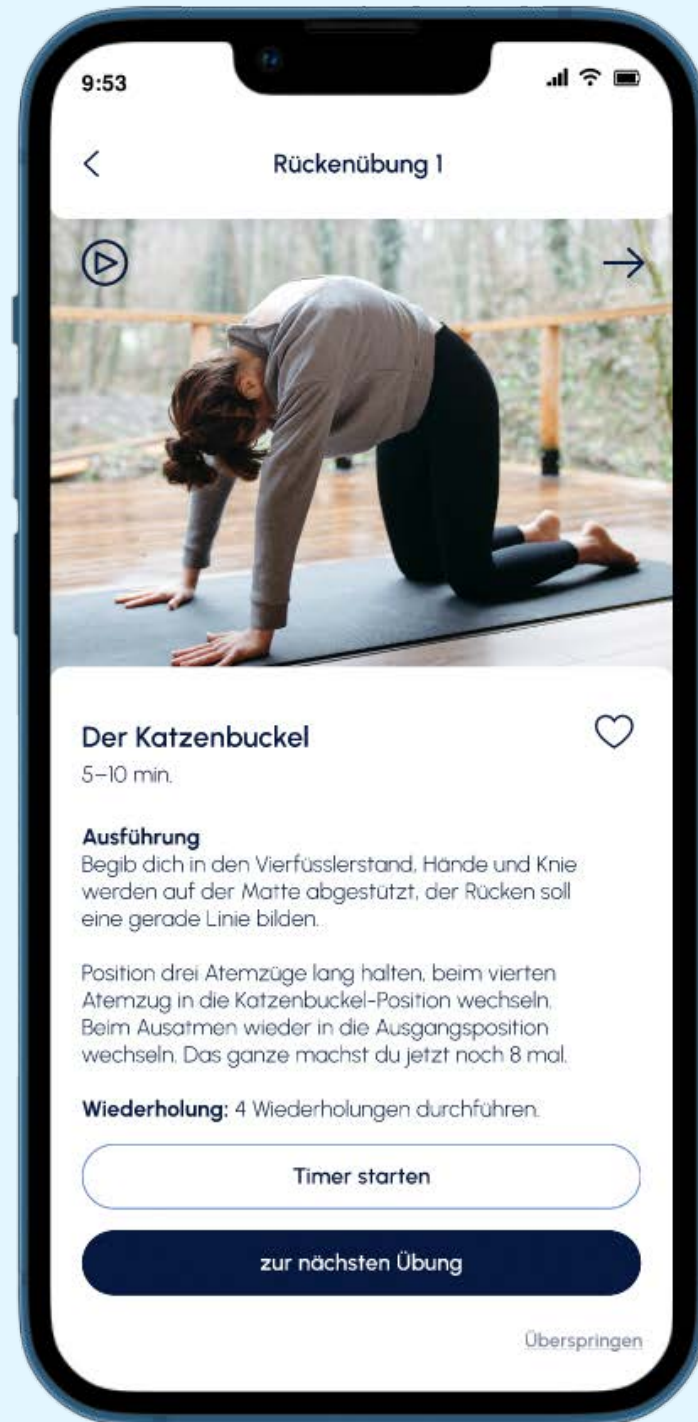 9:53
Rückenübung 1
Der Katzenbuckel
5–10 min.
Ausführung
Begib dich in den Vierfüsslerstand, Hände und Knie
werden auf der Matte abgestützt, der Rücken soll
eine gerade Linie bilden.
Position drei Atemzüge lang halten, beim vierten
Atemzug in die Katzenbuckel-Position wechseln.
Beim Ausatmen wieder in die Ausgangsposition
wechseln. Das ganze machst du jetzt noch 8 mal.
Wiederholung: 4 Wiederholungen durchführen.
Timer starten
zur nächsten Übung
Überspringen